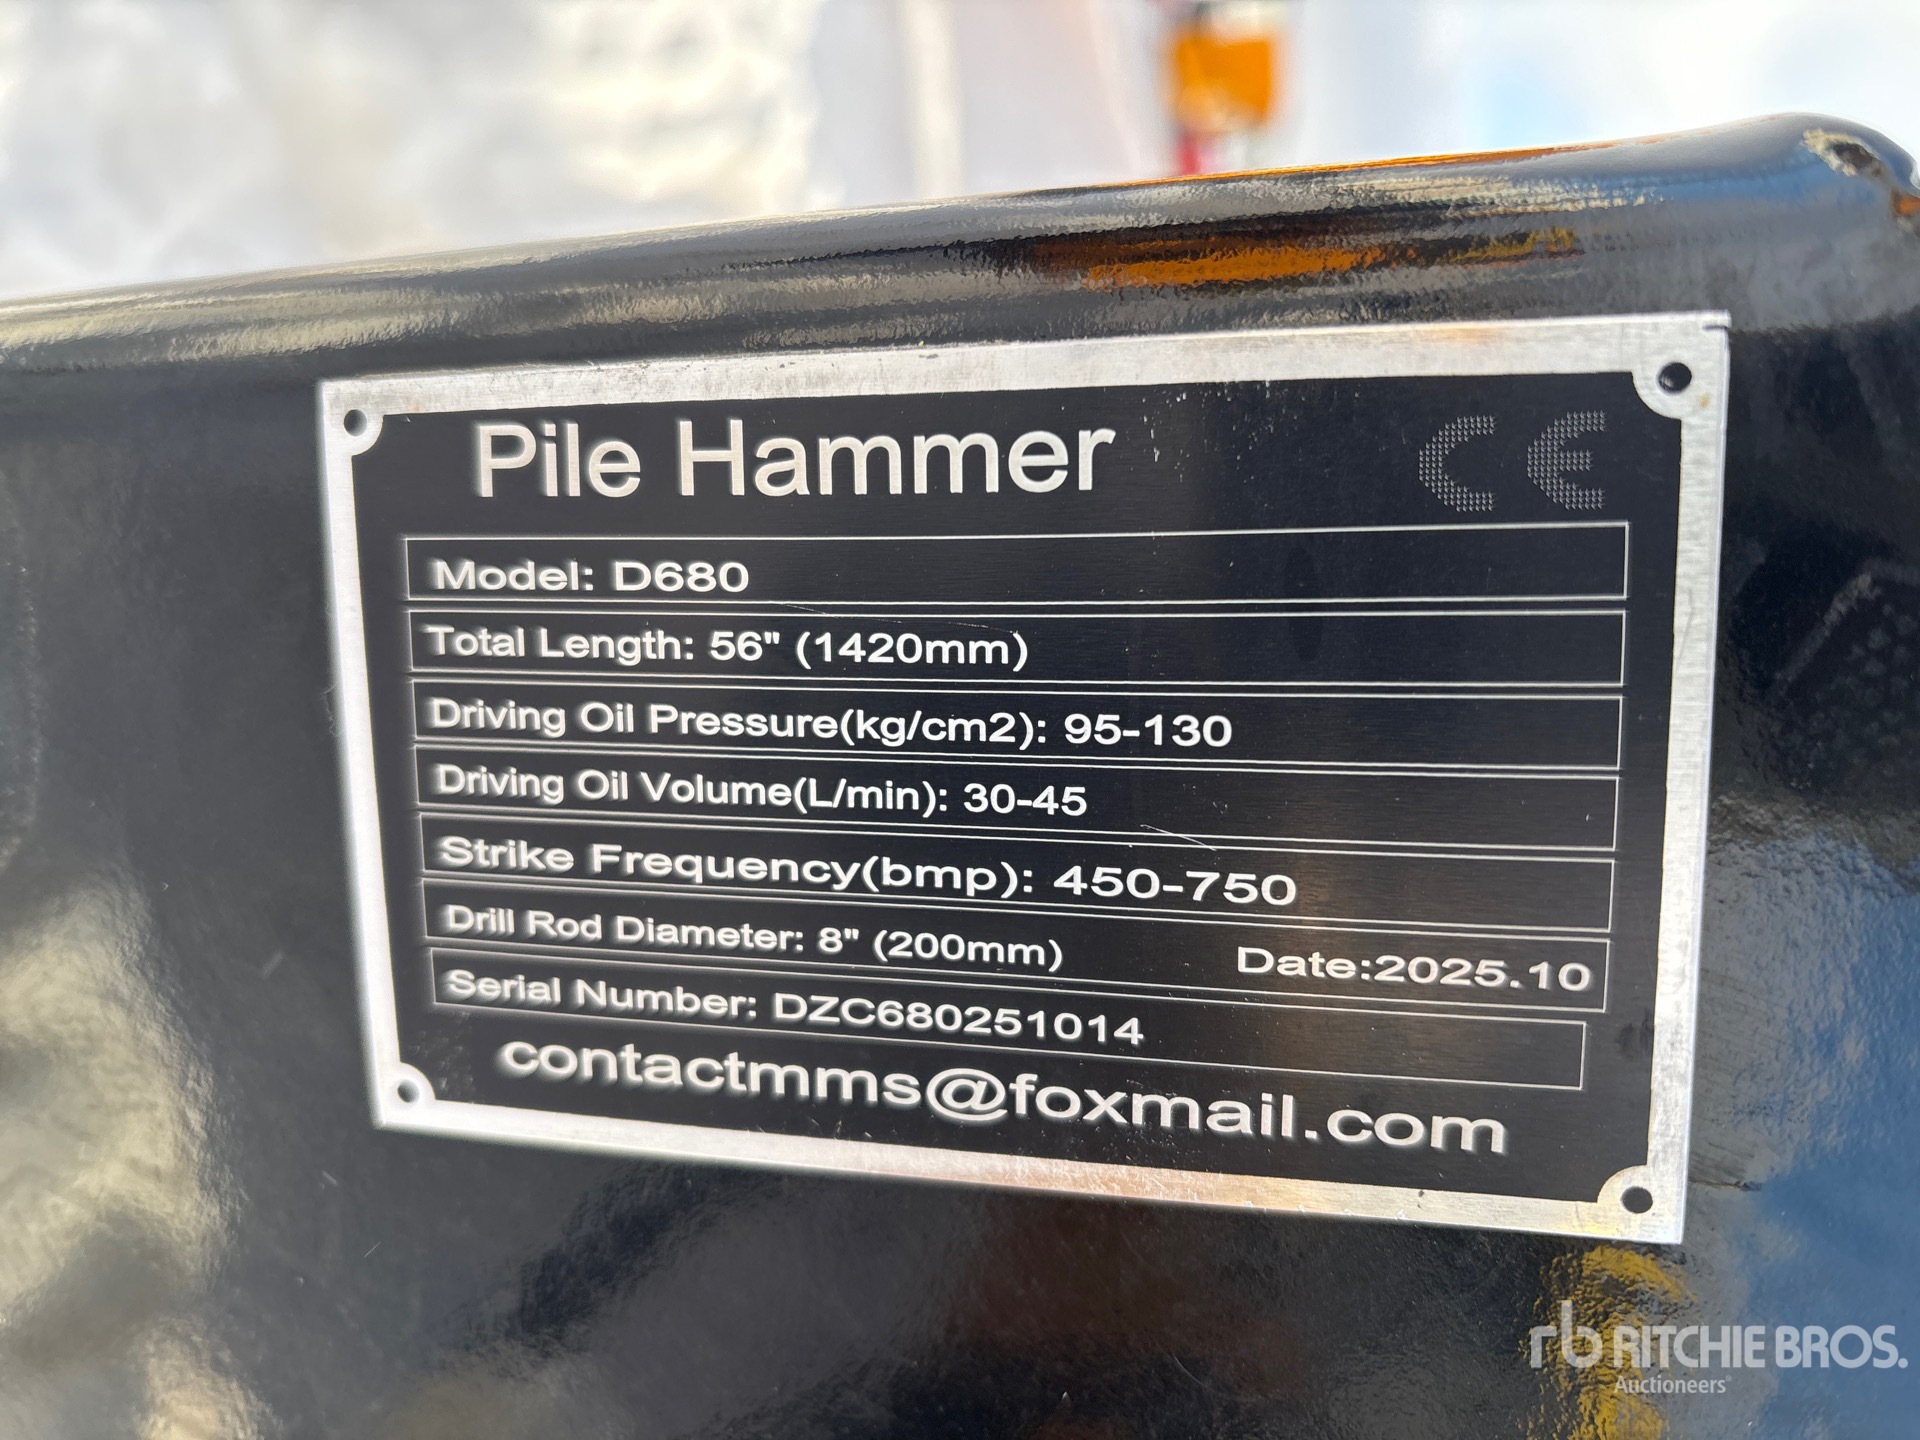 Pile Hammer CE
Model: D680
Total Length: 56" (1420mm)
Driving Oil Pressure(kg/cm2): 95-130
Driving Oil Volume(L/min): 30-45
Strike Frequency(bmp): 450-750
Drill Rod Diameter: 8" (200mm) Date:2025.10
Serial Number: DZC680251014
contactmms@foxmail.com
rb RITCHIE BROS.
Auctioneers